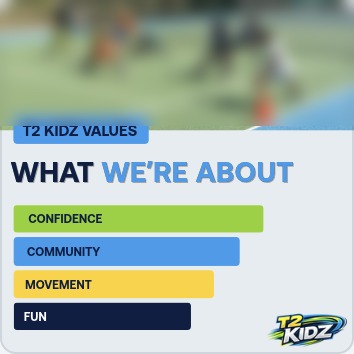 T2 KIDZ VALUES
WHAT WE'RE ABOUT
CONFIDENCE
COMMUNITY
MOVEMENT
FUN
T2
KIDZ